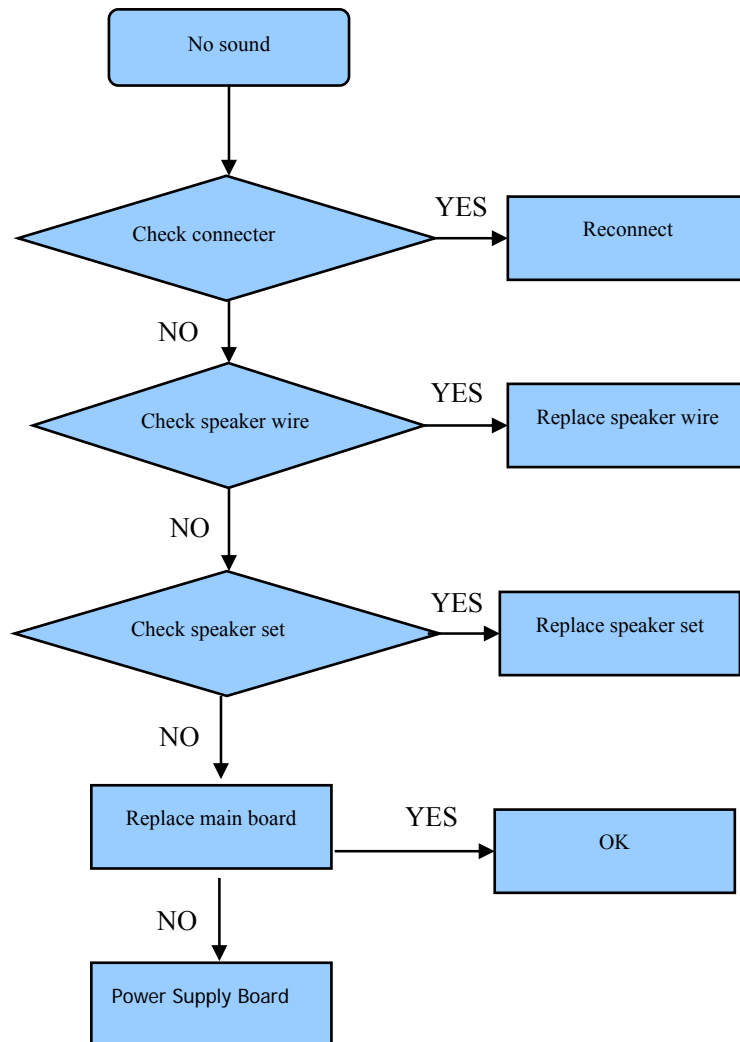 No sound
Check connecter
YES
Reconnect
NO
Check speaker wire
YES
Replace speaker wire
NO
Check speaker set
YES
Replace speaker set
NO
Replace main board
YES
OK
NO
Power Supply Board